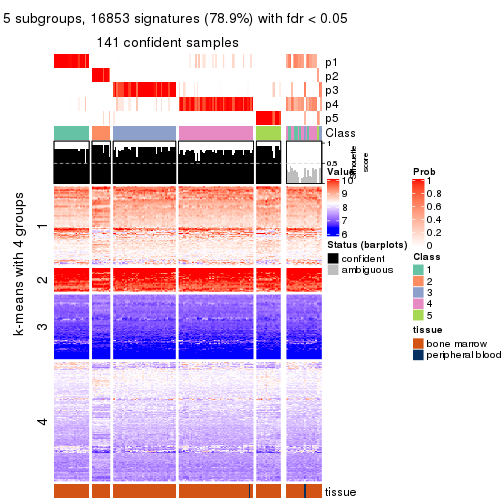 5 subgroups, 16853 signatures (78.9%) with fdr < 0.05
141 confident samples
p1
p2
p3
p4
p5
Class
1
0.5
silhouette
score
k-means with 4 groups
1
2
3
4
Value
10
9
8
7
6
Status (barplots)
confident
ambiguous
Prob
1
0.8
0.6
0.4
0.2
0
Class
1
2
3
4
5
tissue
bone marrow
peripheral blood
tissue